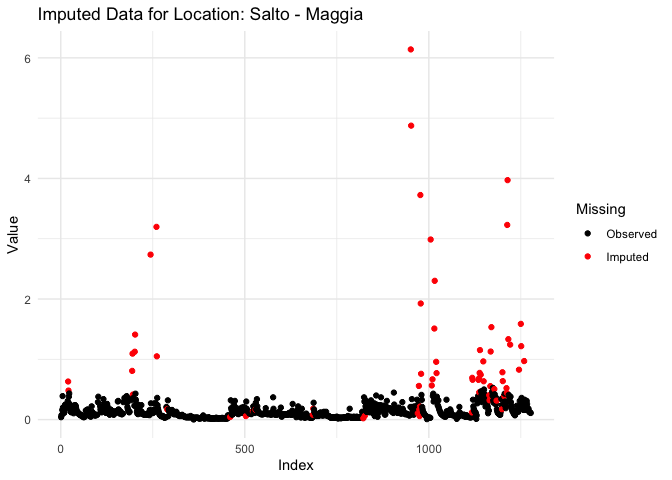 Imputed Data for Location: Salto - Maggia
Value
6
4
2
0
0
500
1000
Index
Missing
Observed
Imputed